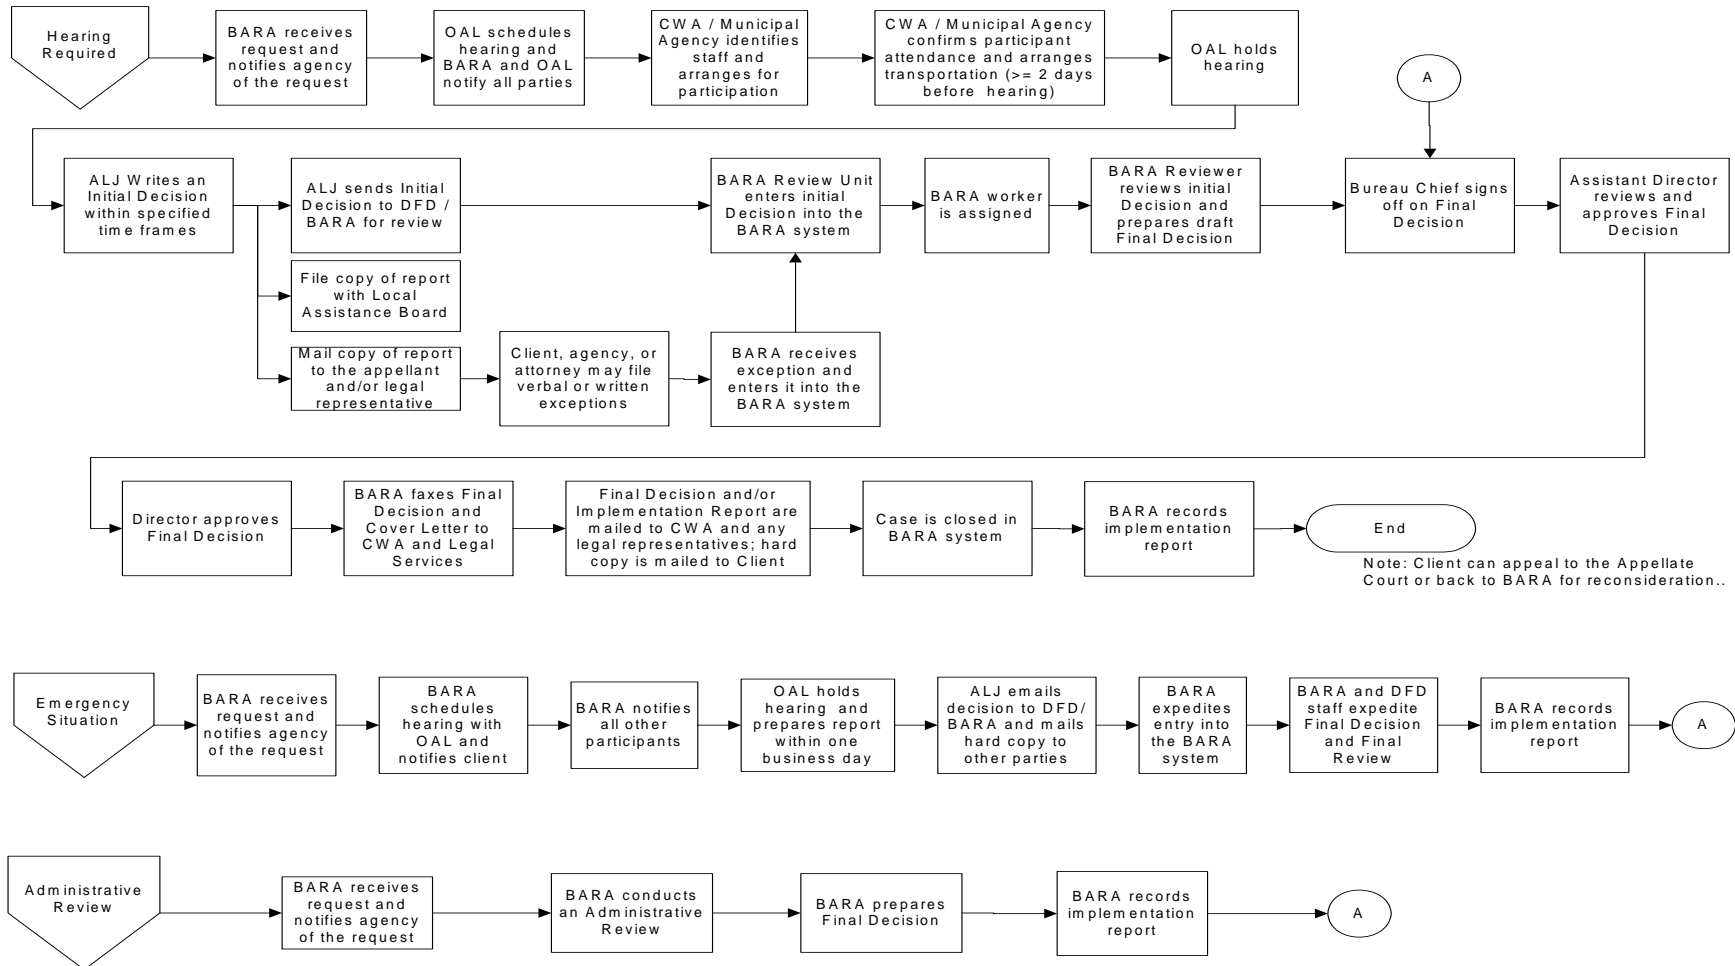 Hearing
Required
BARA receives
request and
notifies agency
of the request
OAL schedules
hearing and
BARA and OAL
notify all parties
CWA / Municipal
Agency identifies
staff and
arranges for
participation
CWA / Municipal Agency
confirms participant
attendance and arranges
transportation (>= 2 days
before hearing)
OAL holds
hearing
A
ALJ Writes an
Initial Decision
within specified
time frames
ALJ sends Initial
Decision to DFD /
BARA for review
BARA Review Unit
enters initial
Decision into the
BARA system
BARA worker
is assigned
BARA Reviewer
reviews initial
Decision and
prepares draft
Final Decision
Bureau Chief signs
off on Final
Decision
Assistant Director
reviews and
approves Final
Decision
File copy of report
with Local
Assistance Board
Mail copy of report
to the appellant
and/or legal
representative
Client, agency, or
attorney may file
verbal or written
exceptions
BARA receives
exception and
enters it into the
BARA system
Director approves
Final Decision
BARA faxes Final
Decision and
Cover Letter to
CWA and Legal
Services
Final Decision and/or
Implementation Report are
mailed to CWA and any
legal representatives; hard
copy is mailed to Client
Case is closed in
BARA system
BARA records
implementation
report
End
Note: Client can appeal to the Appellate
Court or back to BARA for reconsideration..
Emergency
Situation
BARA receives
request and
notifies agency
of the request
BARA
schedules
hearing with
OAL and
notifies client
BARA notifies
all other
participants
OAL holds
hearing and
prepares report
within one
business day
ALJ emails
decision to DFD/
BARA and mails
hard copy to
other parties
BARA
expedites
entry into
the BARA
system
BARA and DFD
staff expedite
Final Decision
and Final
Review
BARA records
implementation
report
A
Administrative
Review
BARA receives
request and
notifies agency
of the request
BARA conducts
an Administrative
Review
BARA prepares
Final Decision
BARA records
implementation
report
A